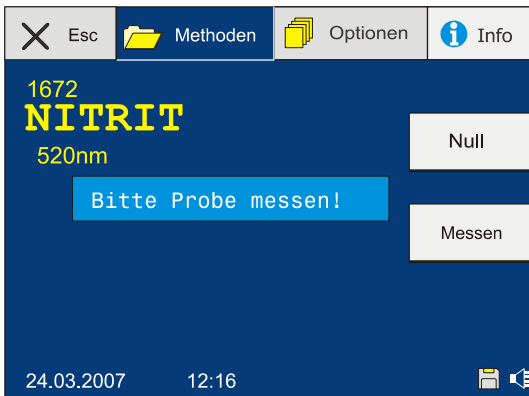 Esc Methoden Optionen Info
1672
NITRIT
520nm
Null
Bitte Probe messen!
Messen
24.03.2007 12:16